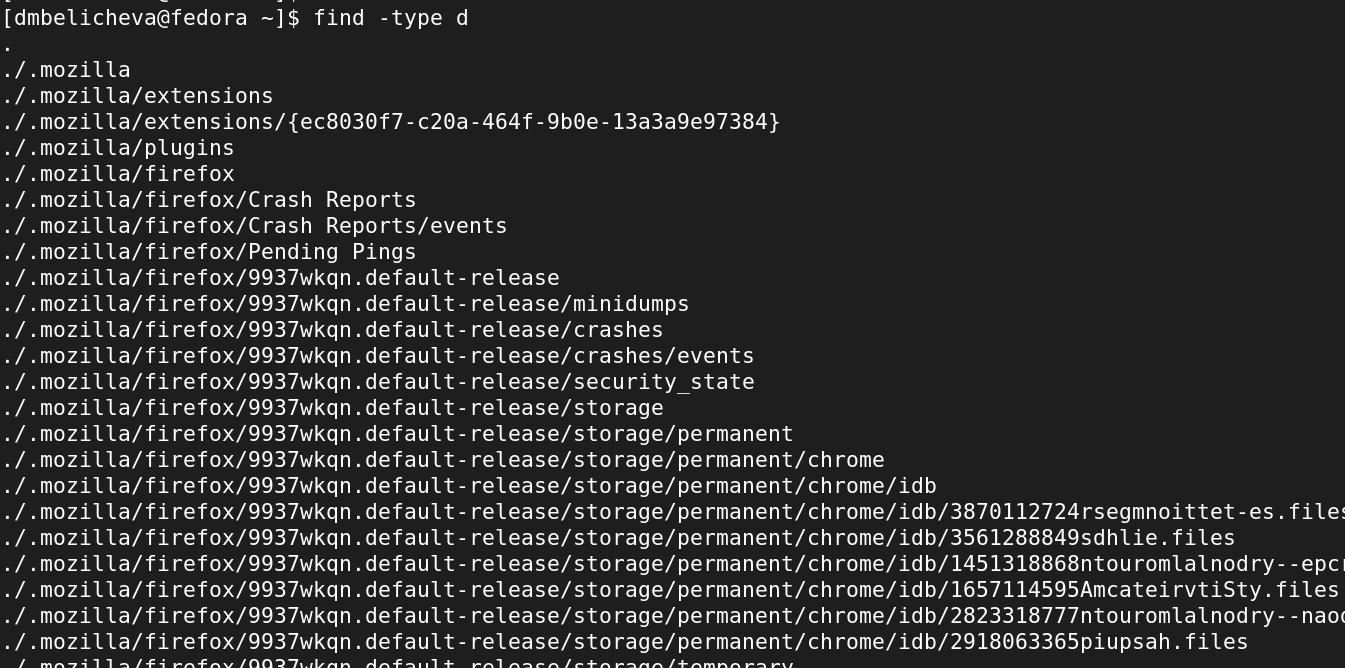 [dmbelicheva@fedora ~]$ find -type d
.
./.mozilla
./.mozilla/extensions
./.mozilla/extensions/{ec8030f7-c20a-464f-9b0e-13a3a9e97384}
./.mozilla/plugins
./.mozilla/firefox
./.mozilla/firefox/Crash Reports
./.mozilla/firefox/Crash Reports/events
./.mozilla/firefox/Pending Pings
./.mozilla/firefox/9937wkqn.default-release
./.mozilla/firefox/9937wkqn.default-release/minidumps
./.mozilla/firefox/9937wkqn.default-release/crashes
./.mozilla/firefox/9937wkqn.default-release/crashes/events
./.mozilla/firefox/9937wkqn.default-release/security_state
./.mozilla/firefox/9937wkqn.default-release/storage
./.mozilla/firefox/9937wkqn.default-release/storage/permanent
./.mozilla/firefox/9937wkqn.default-release/storage/permanent/chrome
./.mozilla/firefox/9937wkqn.default-release/storage/permanent/chrome/idb
./.mozilla/firefox/9937wkqn.default-release/storage/permanent/chrome/idb/3870112724rsegmnoittet-es.files
./.mozilla/firefox/9937wkqn.default-release/storage/permanent/chrome/idb/3561288849sdhlie.files
./.mozilla/firefox/9937wkqn.default-release/storage/permanent/chrome/idb/1451318868ntouromlalnodry--epcr
./.mozilla/firefox/9937wkqn.default-release/storage/permanent/chrome/idb/1657114595AmcateirvtiSty.files
./.mozilla/firefox/9937wkqn.default-release/storage/permanent/chrome/idb/2823318777ntouromlalnodry--naod
./.mozilla/firefox/9937wkqn.default-release/storage/permanent/chrome/idb/2918063365piupsah.files
./.mozilla/firefox/9937wkqn.default-release/storage/temporary